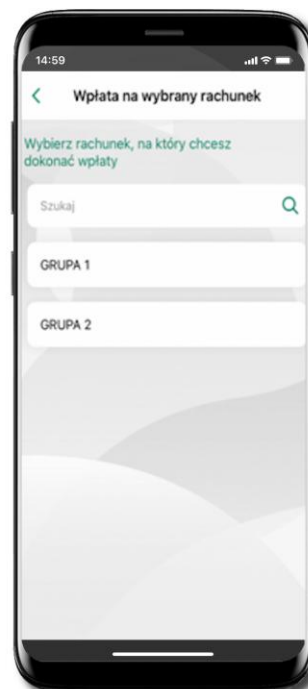 14:59
Wpłata na wybrany rachunek
Wybierz rachunek, na który chcesz
dokonać wpłaty
Szukaj
GRUPA 1
GRUPA 2